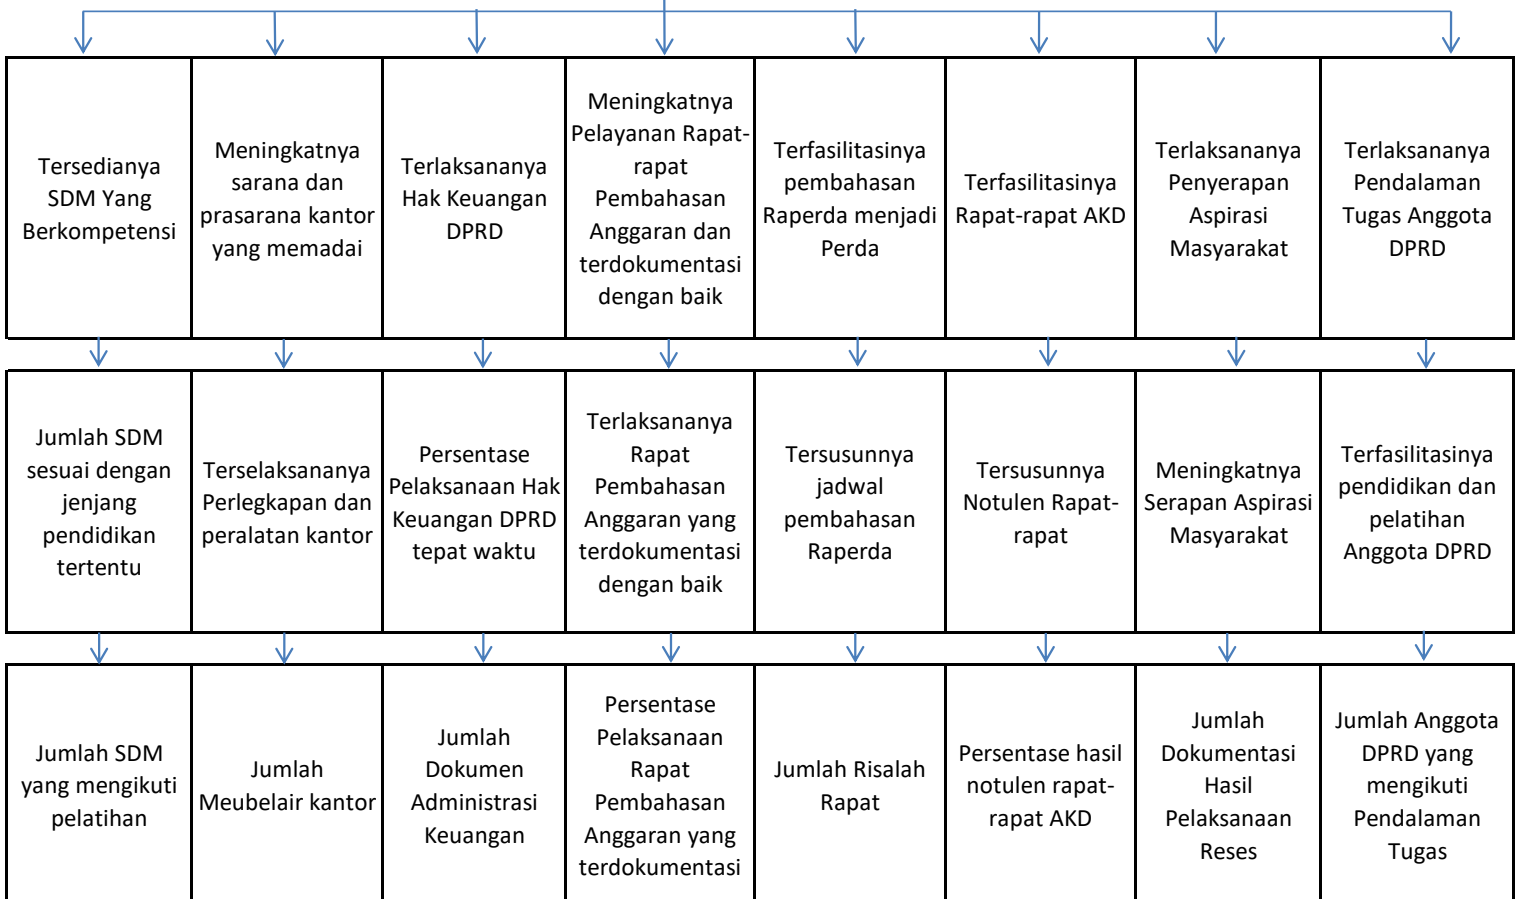 Tersedianya
SDM Yang
Berkompetensi
Meningkatnya
sarana dan
prasarana kantor
yang memadai
Terlaksananya
Hak Keuangan
DPRD
Meningkatnya
Pelayanan Rapat-
rapat
Pembahasan
Anggaran dan
terdokumentasi
dengan baik
Terfasilitasinya
pembahasan
Raperda menjadi
Perda
Terfasilitasinya
Rapat-rapat AKD
Terlaksananya
Penyerapan
Aspirasi
Masyarakat
Terlaksananya
Pendalaman
Tugas Anggota
DPRD
Jumlah SDM
sesuai dengan
jenjang
pendidikan
tertentu
Terselaksananya
Perlegkapan dan
peralatan kantor
Persentase
Pelaksanaan Hak
Keuangan DPRD
tepat waktu
Terlaksananya
Rapat
Pembahasan
Anggaran yang
terdokumentasi
dengan baik
Tersusunnya
jadwal
pembahasan
Raperda
Tersusunnya
Notulen Rapat-
rapat
Meningkatnya
Serapan Aspirasi
Masyarakat
Terfasilitasinya
pendidikan dan
pelatihan
Anggota DPRD
Jumlah SDM
yang mengikuti
pelatihan
Jumlah
Meubelair kantor
Jumlah
Dokumen
Administrasi
Keuangan
Persentase
Pelaksanaan
Rapat
Pembahasan
Anggaran yang
terdokumentasi
Jumlah Risalah
Rapat
Persentase hasil
notulen rapat-
rapat AKD
Jumlah
Dokumentasi
Hasil
Pelaksanaan
Reses
Jumlah Anggota
DPRD yang
mengikuti
Pendalaman
Tugas